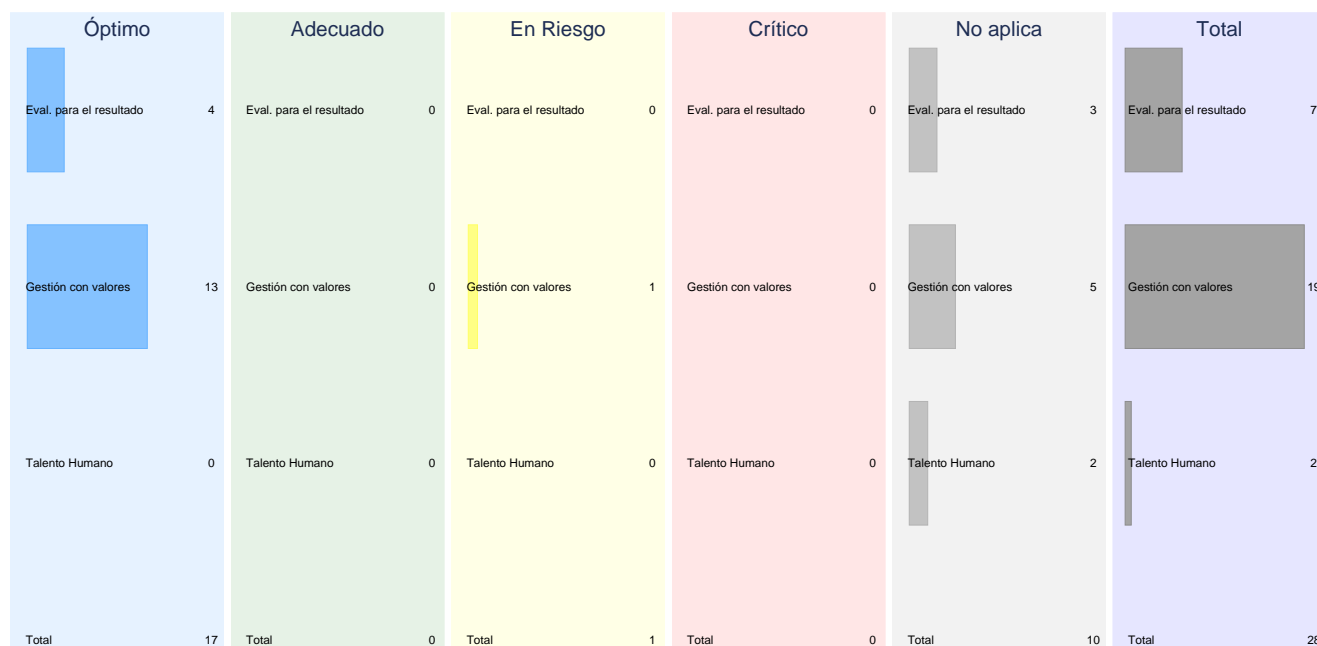 Óptimo Adecuado En Riesgo Crítico No aplica Total
Eval. para el resultado 4 Eval. para el resultado 0 Eval. para el resultado 0 Eval. para el resultado 0 Eval. para el resultado 3 Eval. para el resultado 7
Gestión con valores 13 Gestión con valores 0 Gestión con valores 1 Gestión con valores 0 Gestión con valores 5 Gestión con valores 19
Talento Humano 0 Talento Humano 0 Talento Humano 0 Talento Humano 0 Talento Humano 2 Talento Humano 2
Total 17 Total 0 Total 1 Total 0 Total 10 Total 28